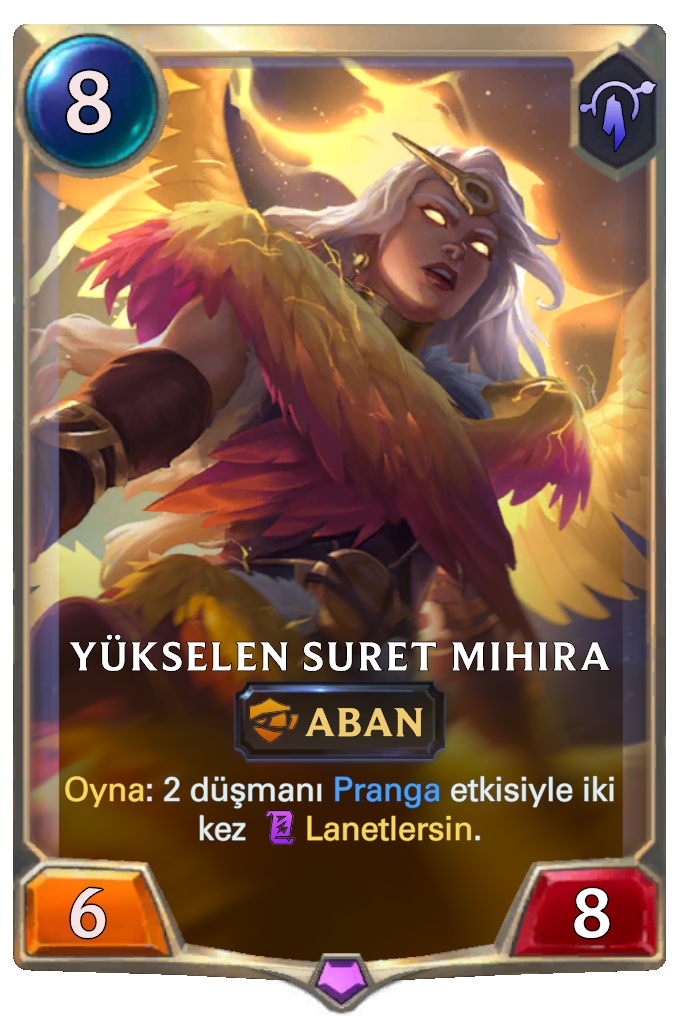 8
YÜKSELEN SURET MIHIRA
ABAN
Oyna: 2 düşmanı Pranga etkisiyle iki
kez Lanetlersin.
6
8